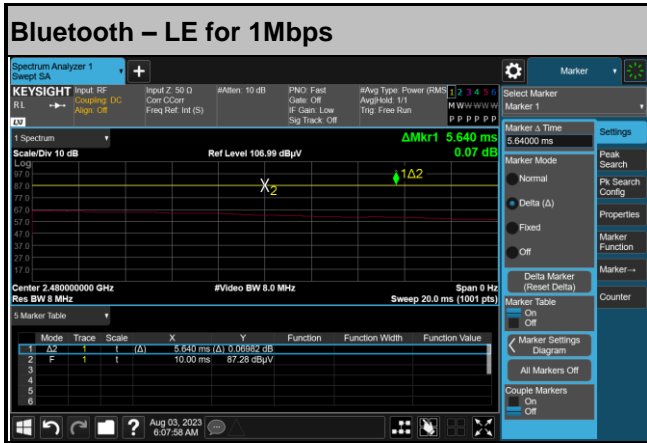 Bluetooth – LE for 1Mbps
Spectrum Analyzer 1
Swept SA
Marker
KEYSIGHT Input: RF Input Z: 50 Ω #Atten: 10 dB PNO: Fast #Avg Type: Power (RMS 1 2 3 4 5 6
RL Coupling: DC Corr CCorr Gate: Off Avg|Hold: 1/1 M W W W W W
Align: Off Freq Ref: Int (S) IF Gain: Low Trig: Free Run
Sig Track: Off P P P P P P
LXI
Select Marker
Marker 1
1 Spectrum
ΔMkr1 5.640 ms
Scale/Div 10 dB Ref Level 106.99 dBµV 0.07 dB
Log
97.0
87.0
77.0
67.0
57.0
47.0
37.0
27.0
17.0
X2
1Δ2
Center 2.480000000 GHz #Video BW 8.0 MHz Span 0 Hz
Res BW 8 MHz Sweep 20.0 ms (1001 pts)
5 Marker Table
Mode Trace Scale X Y Function Function Width Function Value
1 Δ2 1 t (Δ) 5.640 ms (Δ) 0.06982 dB
2 F 1 t 10.00 ms 87.28 dBµV
3
4
5
6
Marker Δ Time
5.64000 ms
Marker Mode
Normal
Delta (Δ)
Fixed
Off
Delta Marker
(Reset Delta)
Marker Table
On
Off
Marker Settings
Diagram
All Markers Off
Couple Markers
On
Off
Settings
Peak
Search
Pk Search
Config
Properties
Marker
Function
Marker→
Counter
Aug 03, 2023
6:07:58 AM